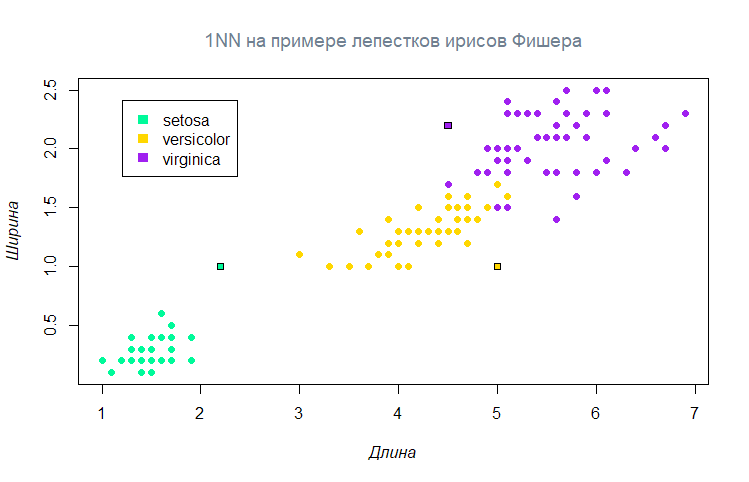 1NN на примере лепестков ирисов Фишера
setosa
versicolor
virginica
Ширина
2.5
2.0
1.5
1.0
0.5
1 2 3 4 5 6 7
Длина